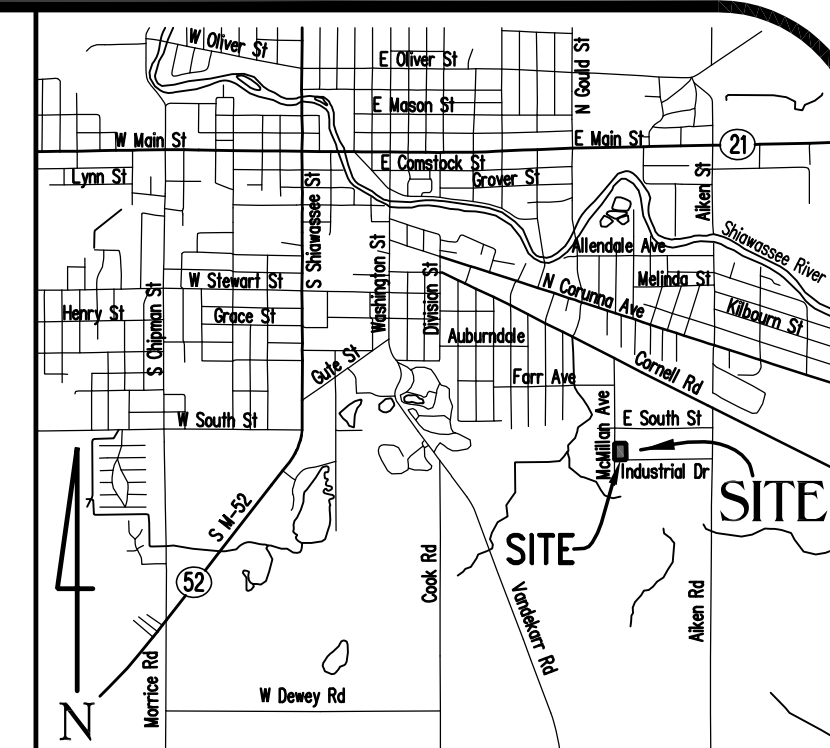 W Oliver St
E Oliver St
N Gould St
E Mason St
W Main St
E Main St
21
E Comstock St
Lynn St
Grover St
Aiken St
S Shiawassee St
Shiawassee River
Allendale Ave
Washington St
Division St
W Stewart St
Melinda St
N Corunna Ave
S Chipman St
Henry St
Grace St
Kilbourn St
Auburndale
Gute St
Farr Ave
Cornell Rd
McMillan Ave
W South St
E South St
Industrial Dr
SITE
S M-52
SITE
52
Cook Rd
Vandekarr Rd
Aiken Rd
Morrice Rd
W Dewey Rd
N